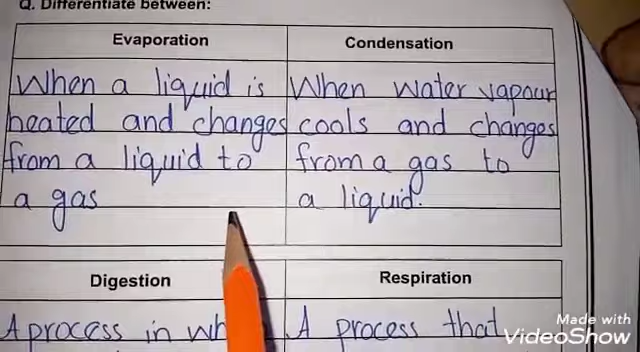 Q. Differentiate between:
Evaporation
When a liquid is
heated and changes
from a liquid to
a gas
Condensation
When water vapour
cools and changes
from a gas to
a liquid.
Digestion
A process in wh
Respiration
A process that
Made with
VideoShow